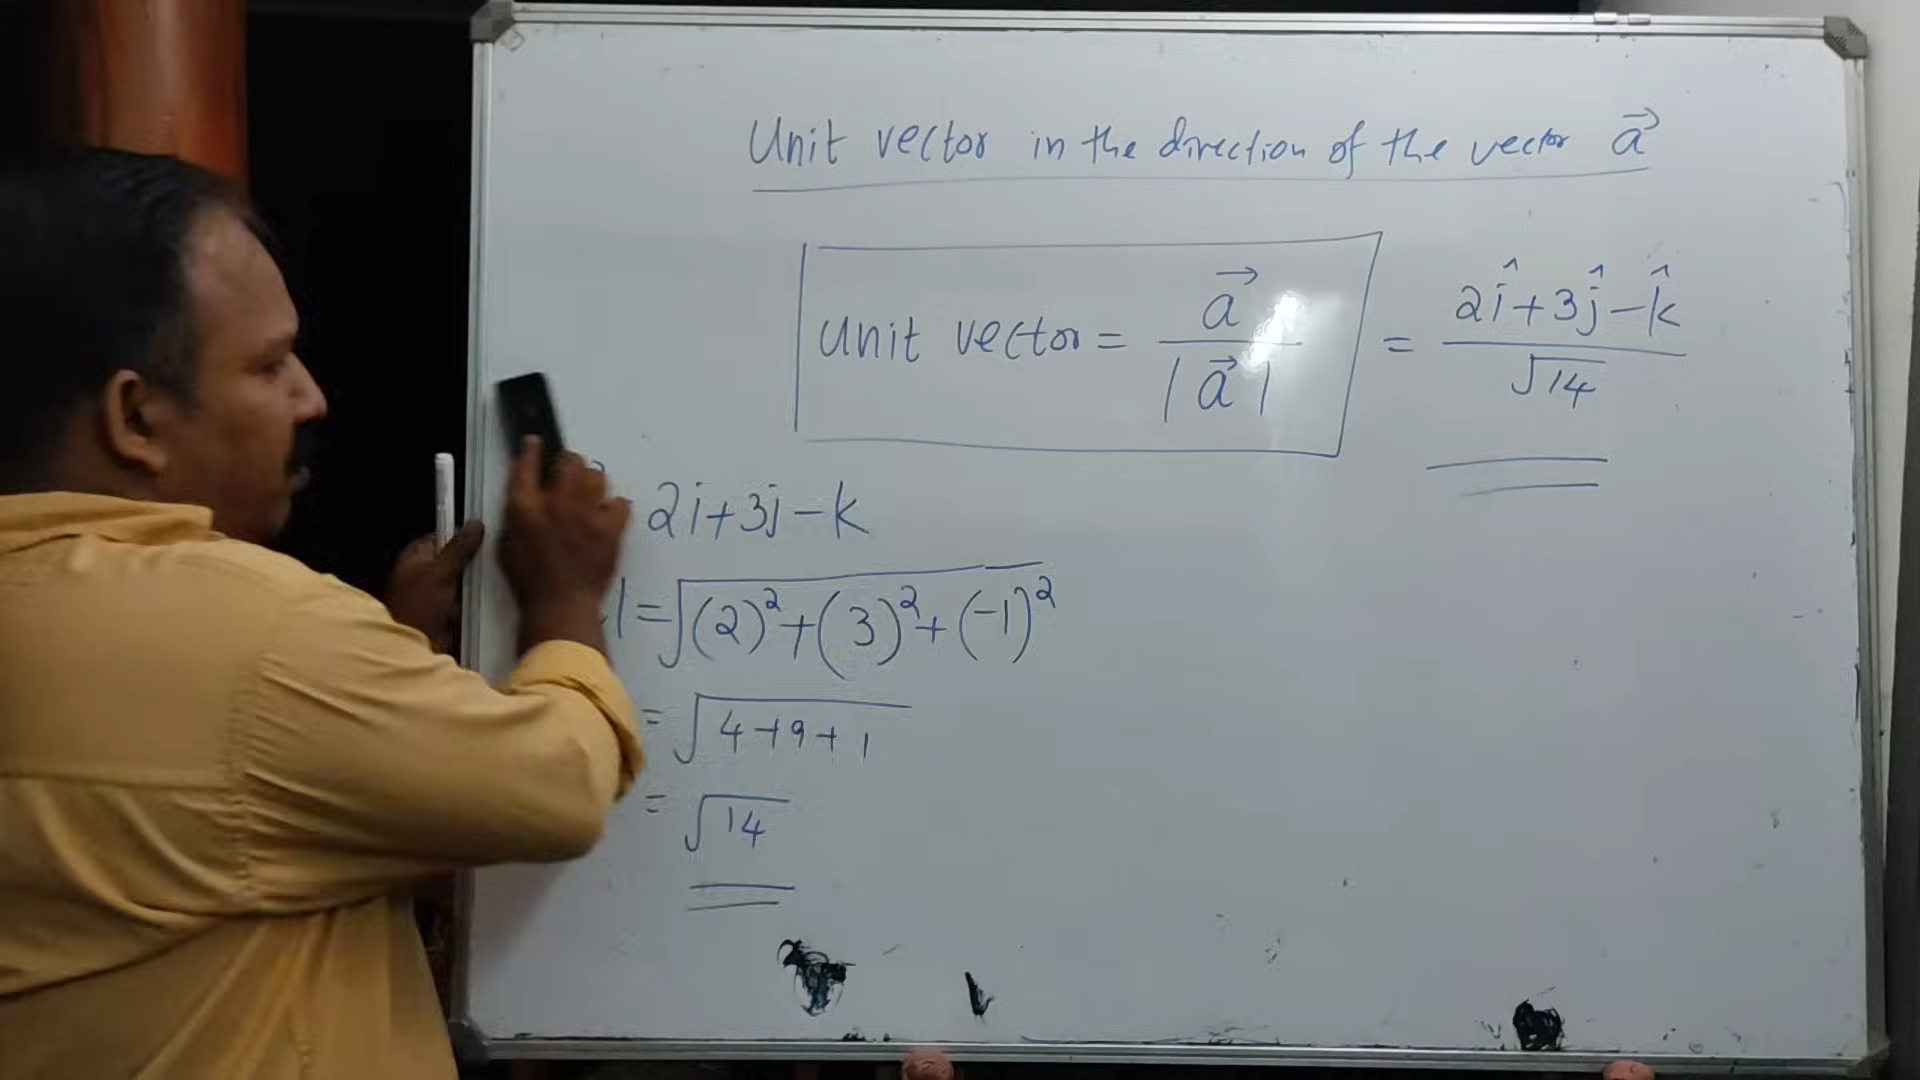 Unit vector in the direction of the vector a⃗
Unit vector = a⃗ / |a⃗| = 2î+3ĵ-k̂ / √14
2i+3j-k
| = √(2)²+(3)²+(-1)²
= √4+9+1
= √14